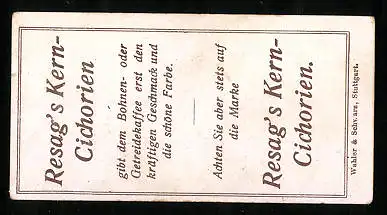 Resag's Kern-
Cichorien
gibt dem Bohnen- oder
Getreidekaffee erst den
kräftigen Geschmack und
die schöne Farbe.
Achten Sie aber stets auf
die Marke
Resag's Kern-
Cichorien.
Wahler & Schwarz, Stuttgart.